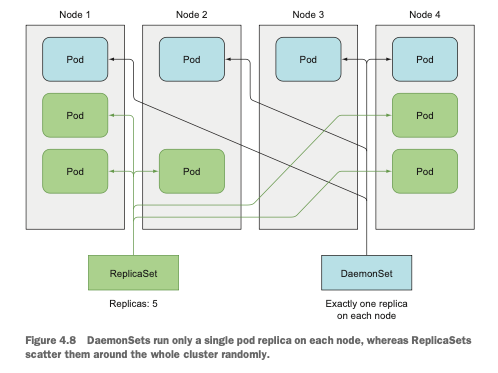 Node 1
Node 2
Node 3
Node 4
Pod
Pod
Pod
Pod
Pod
Pod
Pod
Pod
Pod
ReplicaSet
DaemonSet
Replicas: 5
Exactly one replica
on each node
Figure 4.8 DaemonSets run only a single pod replica on each node, whereas ReplicaSets
scatter them around the whole cluster randomly.